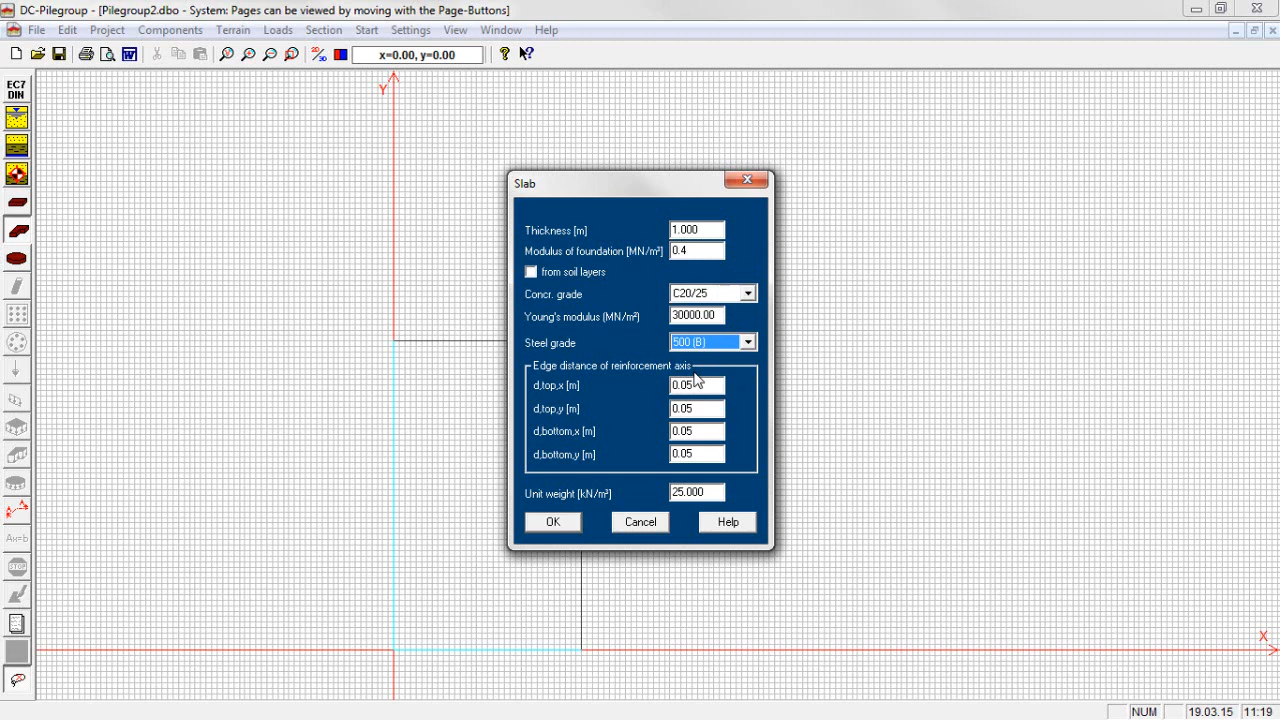 DC-Pilegroup - [Pilegroup2.dbo - System: Pages can be viewed by moving with the Page-Buttons]
File Edit Project Components Terrain Loads Section Start Settings View Window Help
x=0.00, y=0.00
EC7
DIN
Y
Slab
Thickness [m] 1.000
Modulus of foundation [MN/m³] 0.4
from soil layers
Concr. grade C20/25
Young's modulus (MN/m²) 30000.00
Steel grade 500 (B)
Edge distance of reinforcement axis
d,top,x [m] 0.05
d,top,y [m] 0.05
d,bottom,x [m] 0.05
d,bottom,y [m] 0.05
Unit weight [kN/m³] 25.000
OK Cancel Help
Ax=b
STOP
X
NUM 19.03.15 11:19